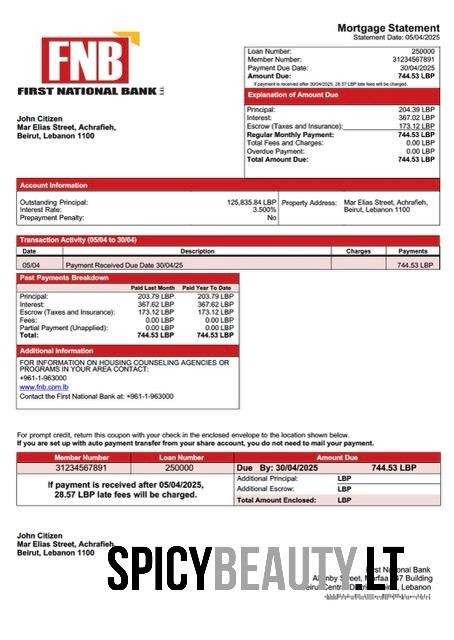 Mortgage Statement
Statement Date: 05/04/2025
FNB
FIRST NATIONAL BANK
Loan Number: 250000
Member Number: 31234567891
Payment Due Date: 30/04/2025
Amount Due: 744.53 LBP
If payment is received after 30/04/2025, 28.57 LBP late fees will be charged.
Explanation of Amount Due
Principal: 204.39 LBP
Interest: 367.02 LBP
Escrow (Taxes and Insurance): 173.12 LBP
Regular Monthly Payment: 744.53 LBP
Total Fees and Charges: 0.00 LBP
Overdue Payment: 0.00 LBP
Total Amount Due: 744.53 LBP
John Citizen
Mar Elias Street, Achrafieh,
Beirut, Lebanon 1100
Account Information
Outstanding Principal: 125,835.84 LBP Property Address: Mar Elias Street, Achrafieh,
Interest Rate: 3.500% Beirut, Lebanon 1100
Prepayment Penalty: No
Transaction Activity (05/04 to 30/04)
Date Description Charges Payments
05/04 Payment Received Due Date 30/04/25 744.53 LBP
Past Payments Breakdown
Paid Last Month Paid Year To Date
Principal: 203.79 LBP 203.79 LBP
Interest: 367.62 LBP 367.62 LBP
Escrow (Taxes and Insurance): 173.12 LBP 173.12 LBP
Fees: 0.00 LBP 0.00 LBP
Partial Payment (Unapplied): 0.00 LBP 0.00 LBP
Total: 744.53 LBP 744.53 LBP
Additional Information
FOR INFORMATION ON HOUSING COUNSELING AGENCIES OR
PROGRAMS IN YOUR AREA CONTACT:
+961-1-963000
www.fnb.com.lb
Contact the First National Bank at: +961-1-963000
For prompt credit, return this coupon with your check in the enclosed envelope to the location shown below.
If you are set up with auto payment transfer from your share account, you do not need to mail your payment.
Member Number Loan Number Amount Due
31234567891 250000 Due By: 30/04/2025 744.53 LBP
If payment is received after 05/04/2025,
28.57 LBP late fees will be charged.
Additional Principal: LBP
Additional Escrow: LBP
Total Amount Enclosed: LBP
John Citizen
Mar Elias Street, Achrafieh,
Beirut, Lebanon 1100
SPICYBEAUTY.LT
National Bank
Street,
Building
Beirut Central